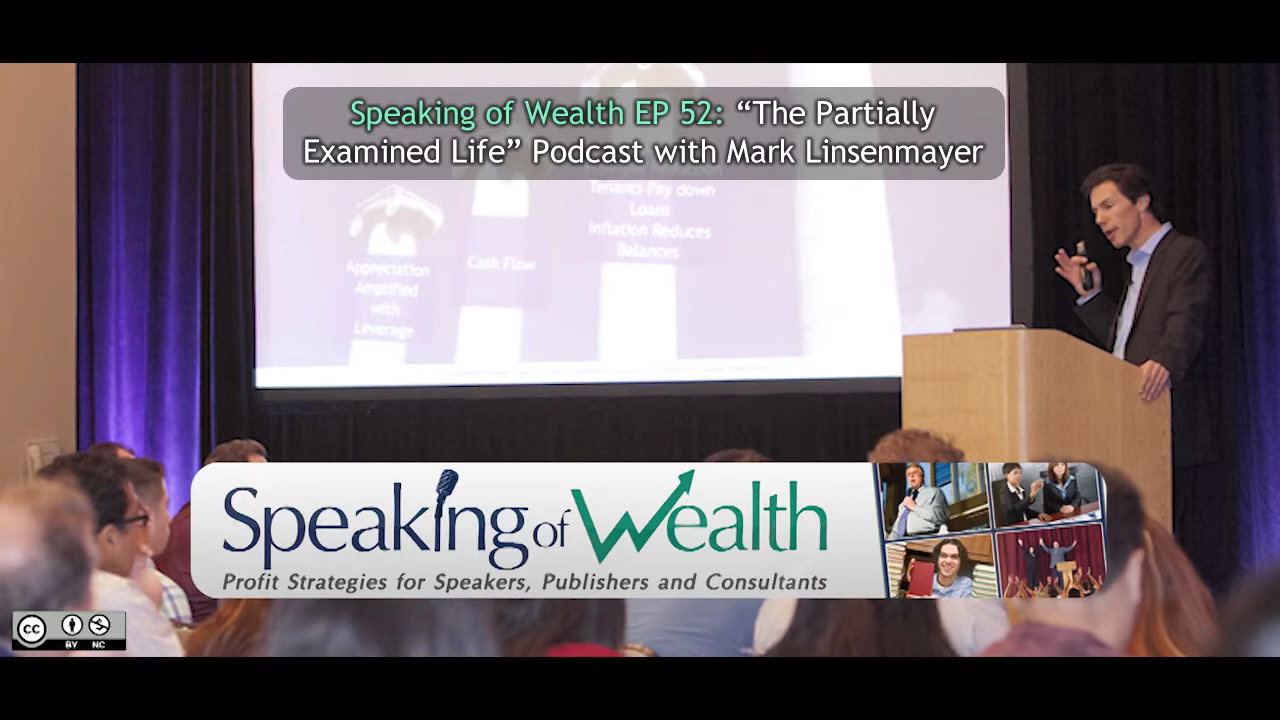 Speaking of Wealth EP 52: “The Partially
Examined Life” Podcast with Mark Linsenmayer
Tenants Pay down
Loans
Inflation Reduces
Balances
Cash Flow
Appreciation
Amplified
with
Leverage
Speaking of Wealth
Profit Strategies for Speakers, Publishers and Consultants
cc
BY NC